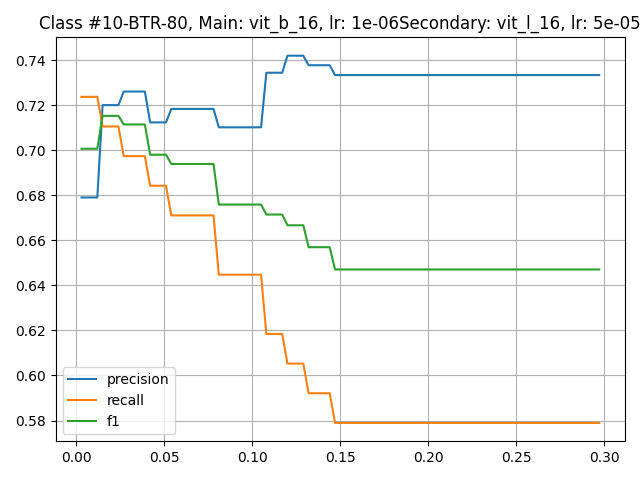 Class #10-BTR-80, Main: vit_b_16, lr: 1e-06Secondary: vit_l_16, lr: 5e-05
0.74
0.72
0.70
0.68
0.66
0.64
0.62
0.60
0.58
precision
recall
f1
0.00 0.05 0.10 0.15 0.20 0.25 0.30